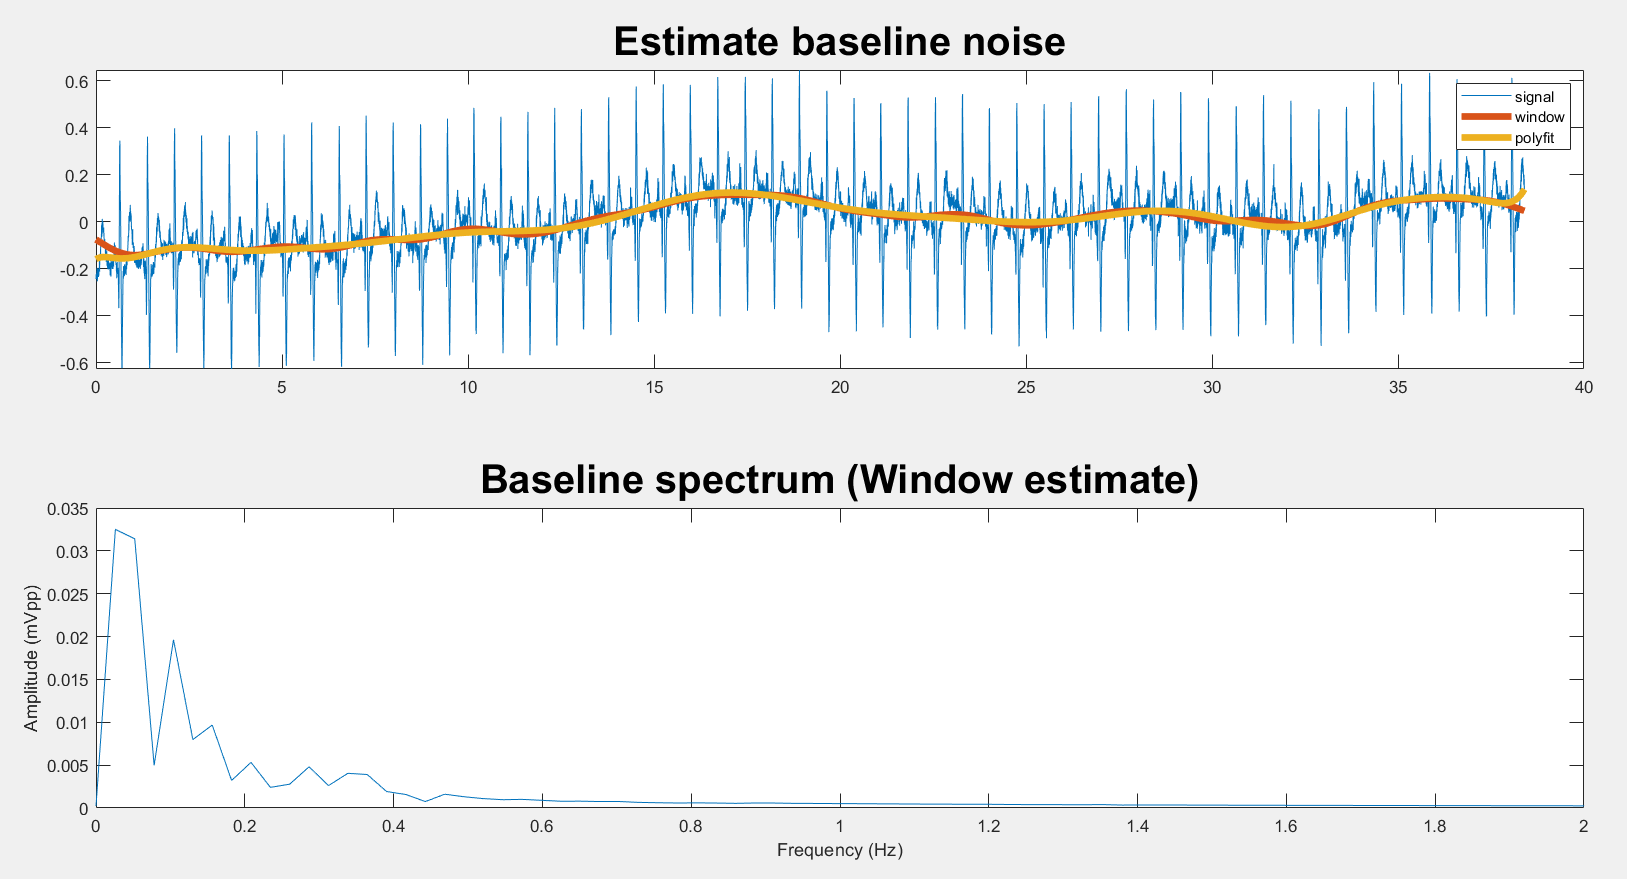 Estimate baseline noise
0.6
0.4
0.2
0
-0.2
-0.4
-0.6
signal
window
polyfit
0 5 10 15 20 25 30 35 40
Baseline spectrum (Window estimate)
0.035
0.03
0.025
0.02
0.015
0.01
0.005
0
Amplitude (mVpp)
0 0.2 0.4 0.6 0.8 1 1.2 1.4 1.6 1.8 2
Frequency (Hz)